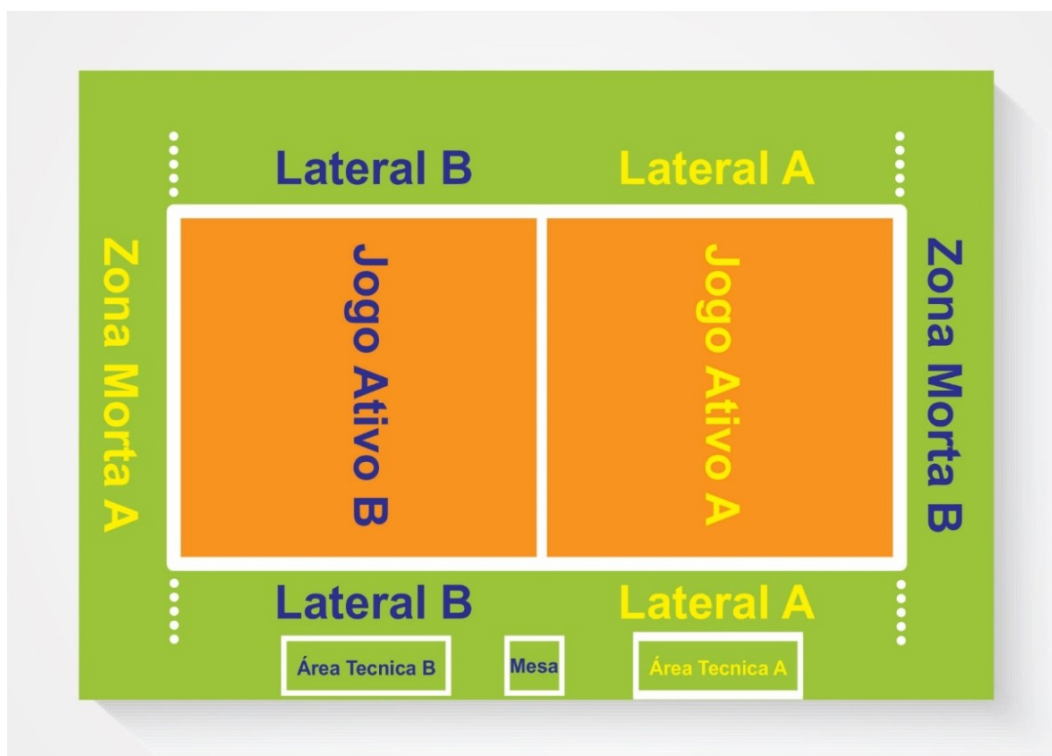 Lateral B
Lateral A
Zona Morta A
Jogo Ativo B
Jogo Ativo A
Zona Morta B
Lateral B
Lateral A
Área Tecnica B
Mesa
Área Tecnica A